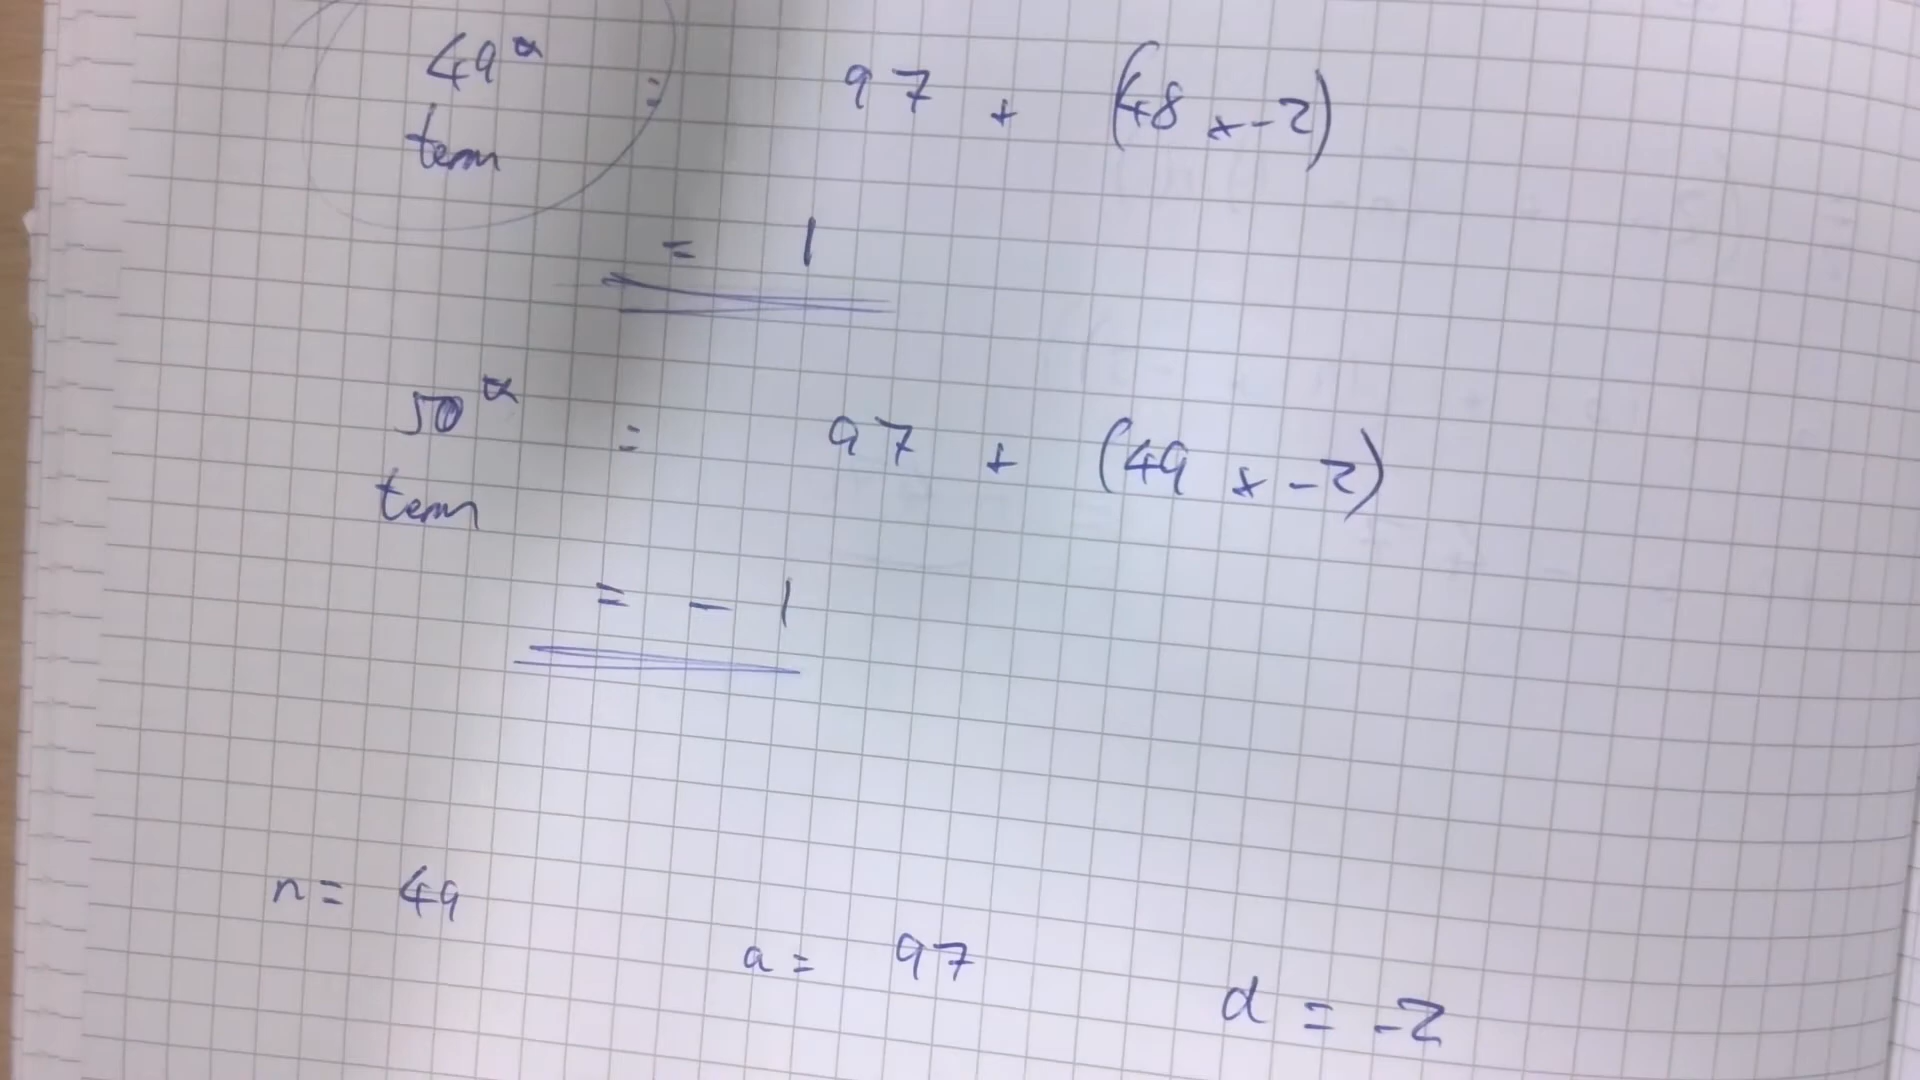 49th term = 97 + (48 x -2)
= 1
50th term = 97 + (49 x -2)
= - 1
n = 49 a = 97 d = -2